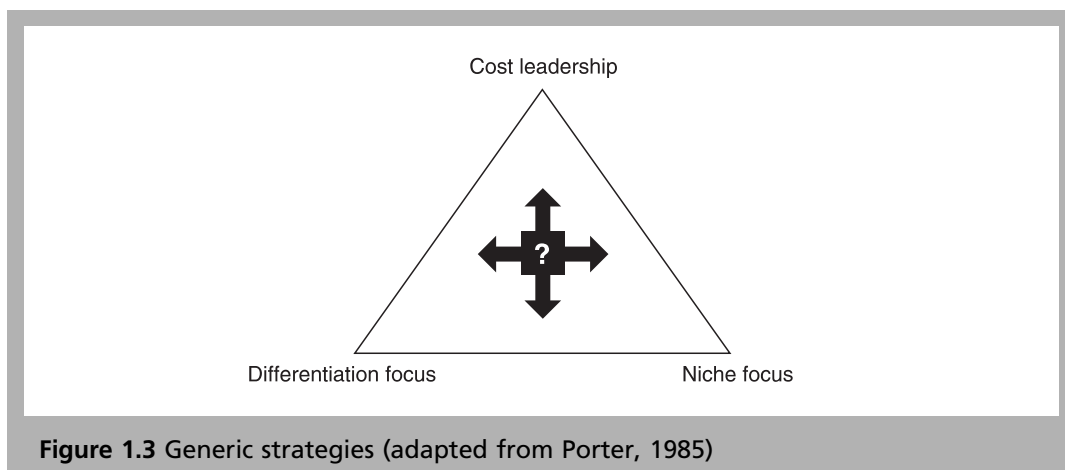 Cost leadership
?
Differentiation focus Niche focus
Figure 1.3 Generic strategies (adapted from Porter, 1985)